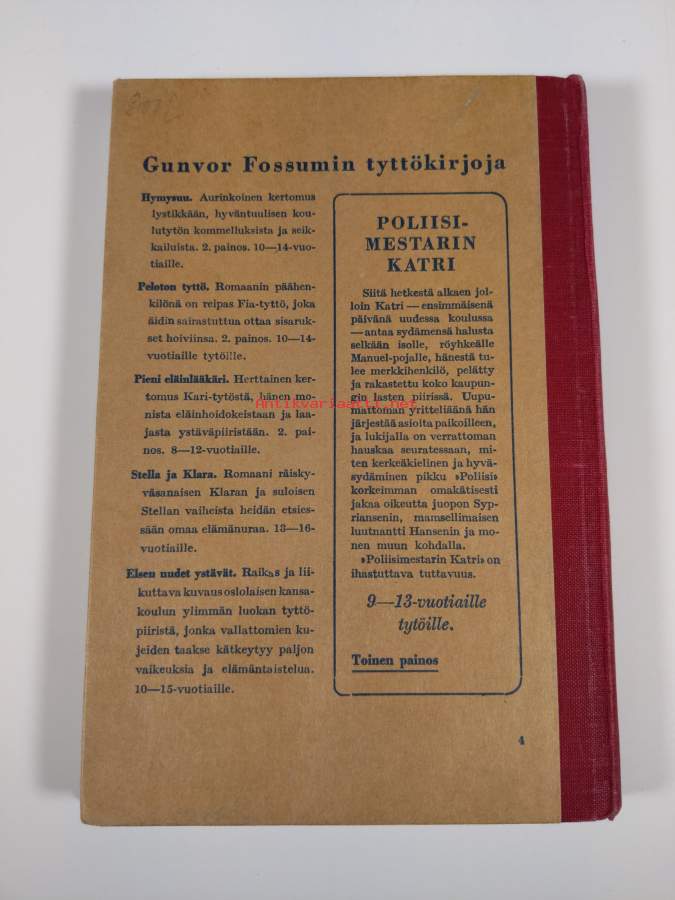 Gunvor Fossumin tyttökirjoja
Hymysuu. Aurinkoinen kertomus
lystikkään, hyväntuulisen kou-
lutytön kommelluksista ja seik-
kailuista. 2. painos. 10—14-vuo-
tiaille.
Peloton tyttö. Romaanin päähen-
kilönä on reipas Fia-tyttö, joka
äidin sairastuttua ottaa sisaruk-
set hoiviinsa. 2. painos. 10—14-
vuotiaille tytöille.
Pieni eläinlääkäri. Herttainen ker-
tomus Kari-tytöstä, hänen mo-
nista eläinhoidokeistaan ja laa-
jasta ystäväpiiristään. 2. pai-
nos. 8—12-vuotiaille.
Stella ja Klara. Romaani räisky-
väsanaisen Klaran ja suloisen
Stellan vaiheista heidän etsies-
sään omaa elämänuraa. 13—16-
vuotiaille.
Elsen uudet ystävät. Raikas ja lii-
kuttava kuvaus oslolaisen kansa-
koulun ylimmän luokan tyttö-
piiristä, jonka vallattomien ku-
jeiden taakse kätkeytyy paljon
vaikeuksia ja elämäntaistelua.
10—15-vuotiaille.
POLIISI-
MESTARIN
KATRI
Siitä hetkestä alkaen jol-
loin Katri — ensimmäisenä
päivänä uudessa koulussa
— antaa sydämensä halusta
selkään isolle, röyhkeälle
Manuel-pojalle, hänestä tu-
lee merkkihenkilö, pelätty
ja rakastettu koko kaupun-
gin lasten piirissä. Uupu-
mattoman yritteliäänä hän
järjestää asioita paikoilleen,
ja lukijalla on verrattoman
hauskaa seuratessaan, mi-
ten kerkeäkielinen ja hyvä-
sydäminen pikku »Poliisi»
korkeimman omakätisesti
jakaa oikeutta juopon Syp-
riansenin, mamsellimaisen
luutnantti Hansenin ja mo-
nen muun kohdalla.
»Poliisimestarin Katri» on
ihastuttava tuttavuus.
9—13-vuotiaille
tytöille.
Toinen painos
4
Antikvariaatti.net